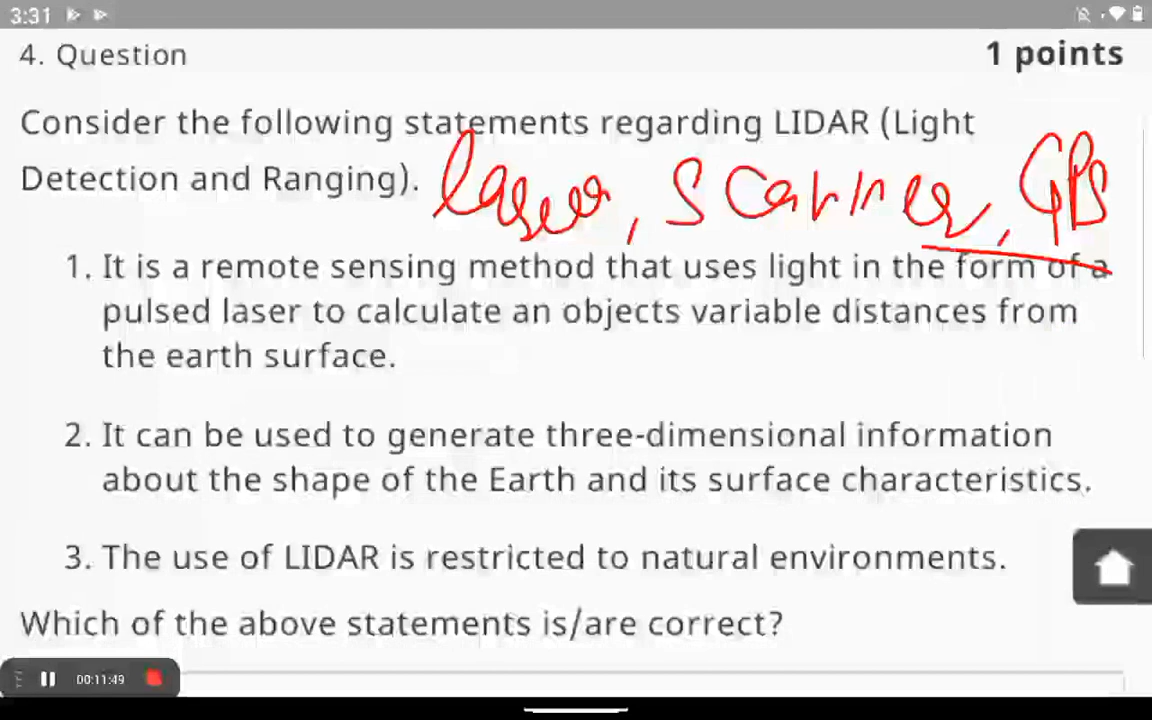 3:31
4. Question
1 points
Consider the following statements regarding LIDAR (Light
Detection and Ranging).
laser, Scanner, GPS
1. It is a remote sensing method that uses light in the form of a
pulsed laser to calculate an objects variable distances from
the earth surface.
2. It can be used to generate three-dimensional information
about the shape of the Earth and its surface characteristics.
3. The use of LIDAR is restricted to natural environments.
Which of the above statements is/are correct?
00:11:49